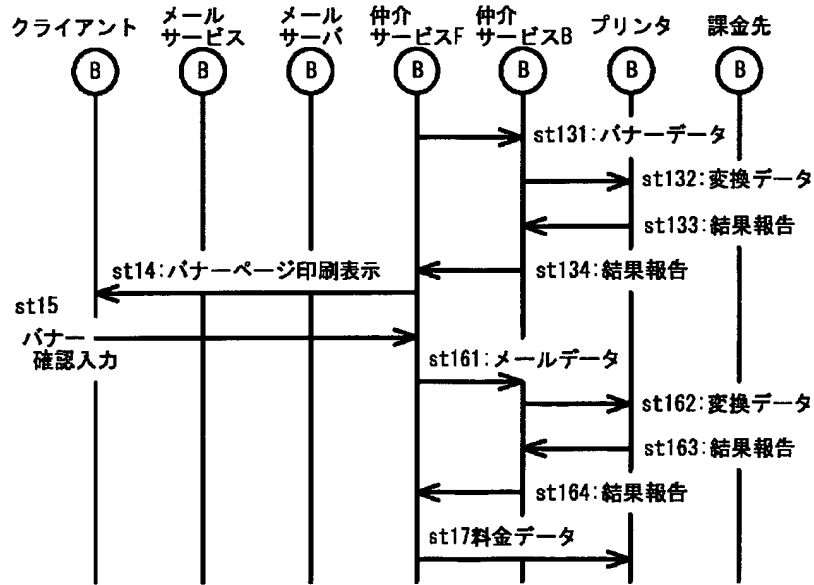 クライアント
メール
サービス
メール
サーバ
仲介
サービスF
仲介
サービスB
プリンタ
課金先
B
B
B
B
B
B
B
st131:バナーデータ
st132:変換データ
st133:結果報告
st134:結果報告
st14:バナーページ印刷表示
st15
バナー
確認入力
st161:メールデータ
st162:変換データ
st163:結果報告
st164:結果報告
st17料金データ